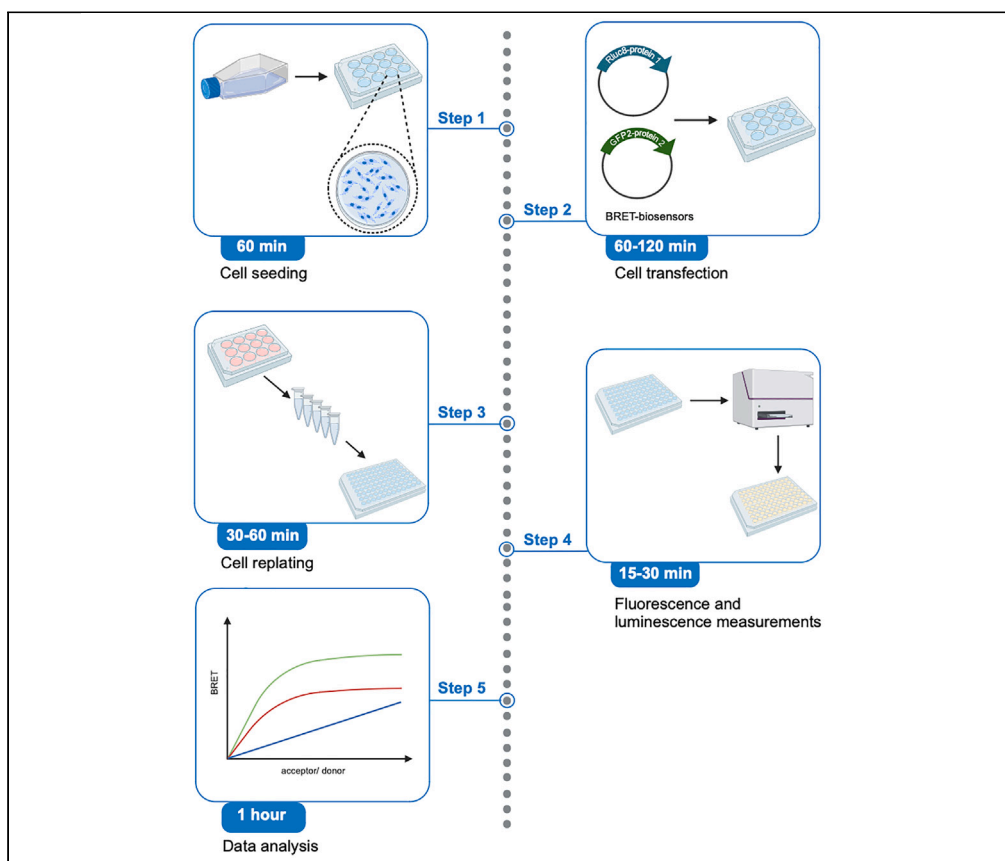 Step 1
60 min
Cell seeding
Rluc8-protein 1
GFP2-protein 2
BRET-biosensors
Step 2
60-120 min
Cell transfection
Step 3
30-60 min
Cell replating
Step 4
15-30 min
Fluorescence and
luminescence measurements
BRET
acceptor/ donor
Step 5
1 hour
Data analysis